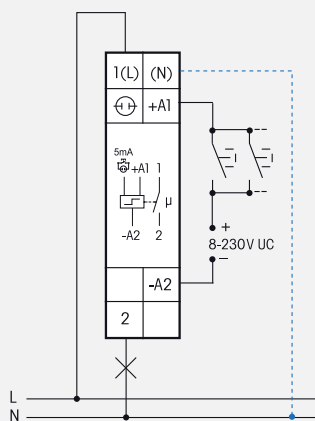 1(L) (N)
+A1
5mA
+A1 1
μ
-A2 2
+
8-230V UC
–
-A2
2
L
N